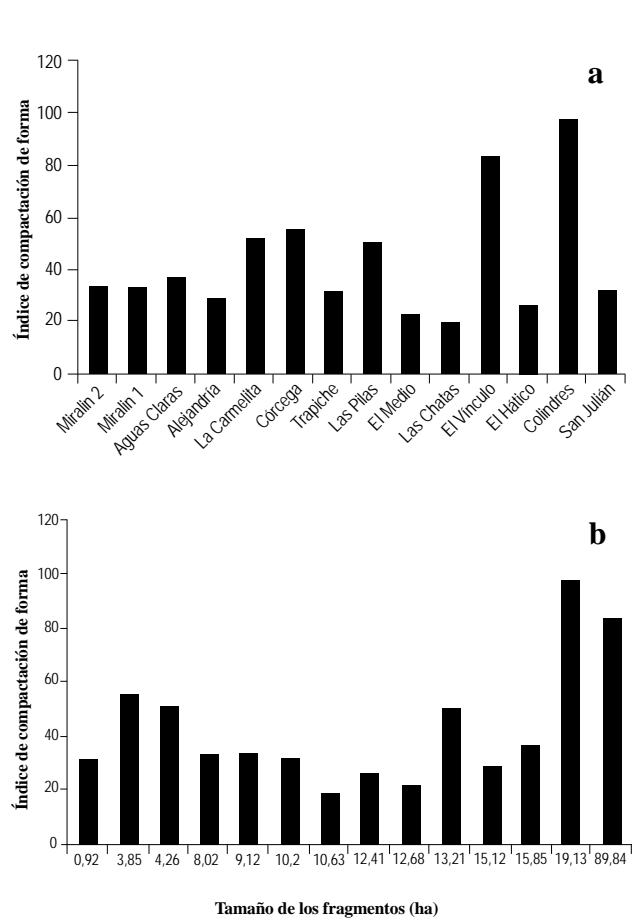 a
Índice de compactación de forma
120
100
80
60
40
20
0
Miralin 2
Miralin 1
Aguas Claras
Alejandría
La Carmelita
Córcega
Trapiche
Las Pilas
El Medio
Las Chatas
El Vínculo
El Hático
Colindres
San Julián
b
Índice de compactación de forma
120
100
80
60
40
20
0
0,92 3,85 4,26 8,02 9,12 10,2 10,63 12,41 12,68 13,21 15,12 15,85 19,13 89,84
Tamaño de los fragmentos (ha)